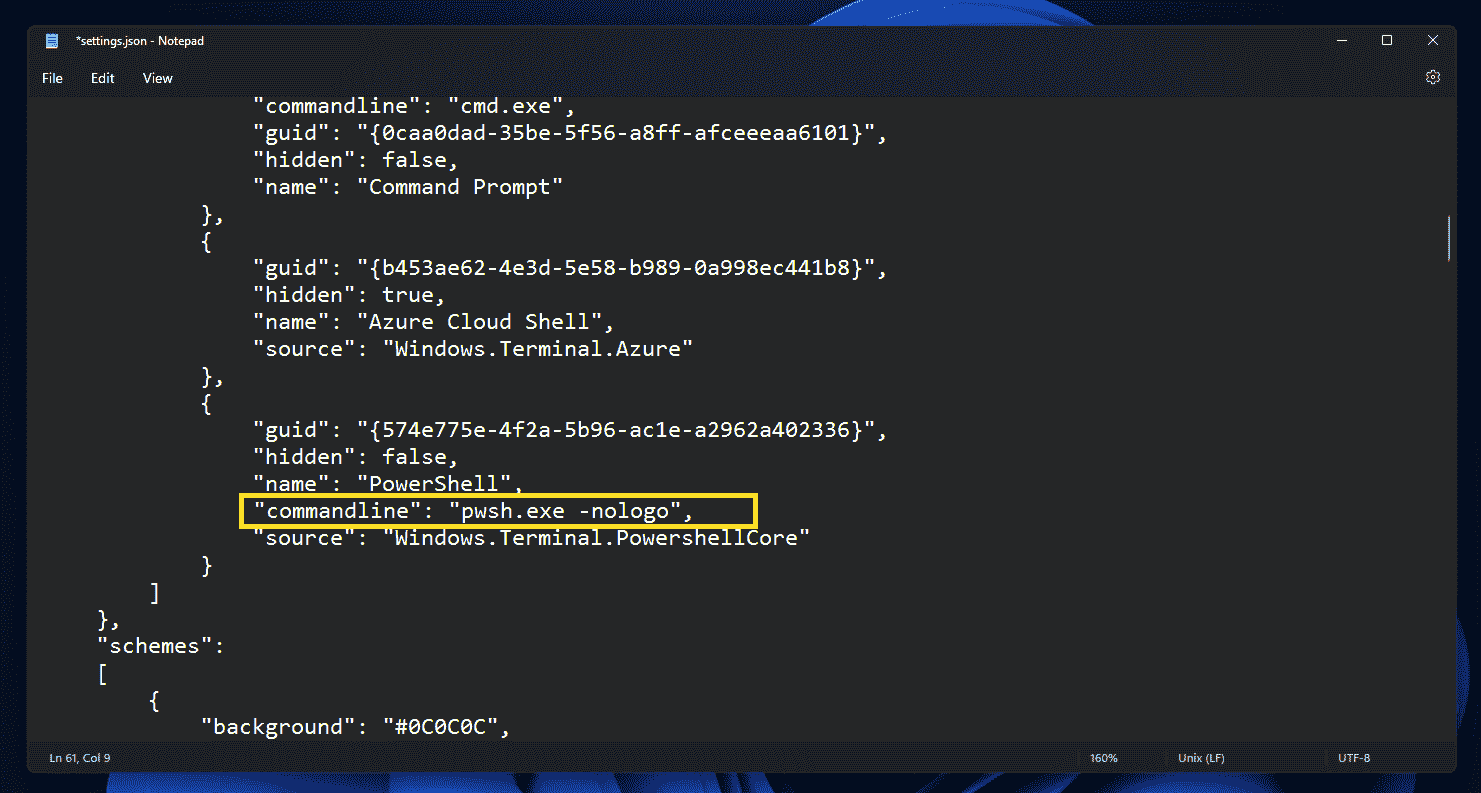 *settings.json - Notepad
File Edit View
"commandline": "cmd.exe",
"guid": "{0caa0dad-35be-5f56-a8ff-afceeeaa6101}",
"hidden": false,
"name": "Command Prompt"
},
{
"guid": "{b453ae62-4e3d-5e58-b989-0a998ec441b8}",
"hidden": true,
"name": "Azure Cloud Shell",
"source": "Windows.Terminal.Azure"
},
{
"guid": "{574e775e-4f2a-5b96-ac1e-a2962a402336}",
"hidden": false,
"name": "PowerShell",
"commandline": "pwsh.exe -nologo",
"source": "Windows.Terminal.PowershellCore"
}
]
},
"schemes":
[
{
"background": "#0C0C0C",
Ln 61, Col 9 160% Unix (LF) UTF-8